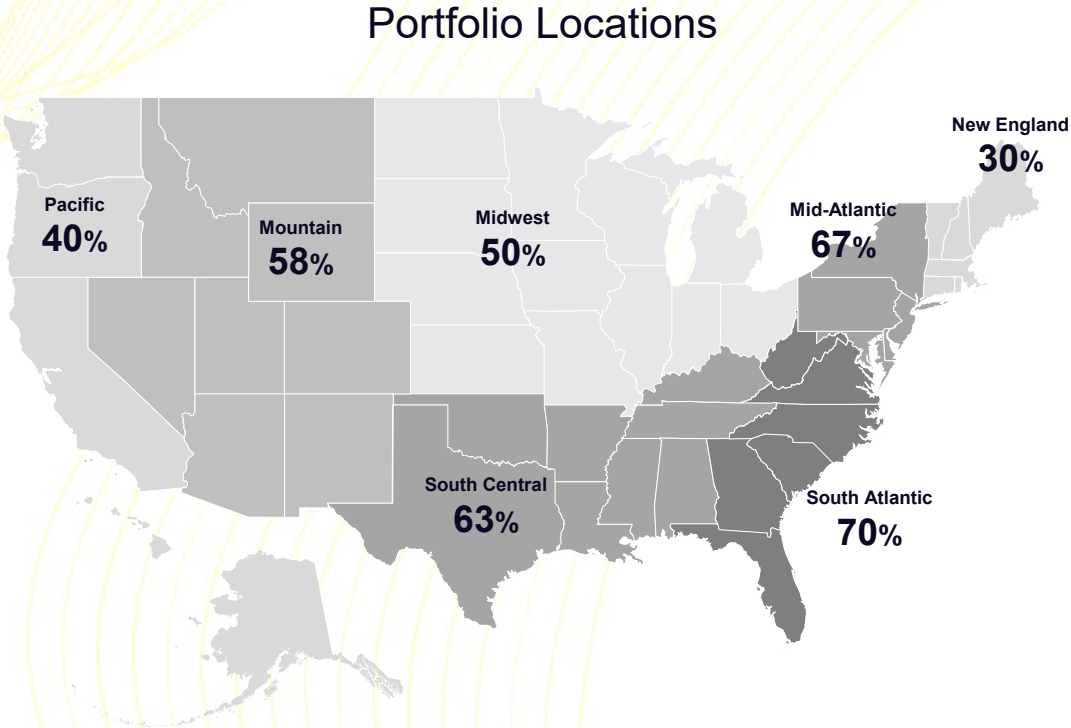 Portfolio Locations
New England
30%
Pacific
40%
Mountain
58%
Midwest
50%
Mid-Atlantic
67%
South Central
63%
South Atlantic
70%